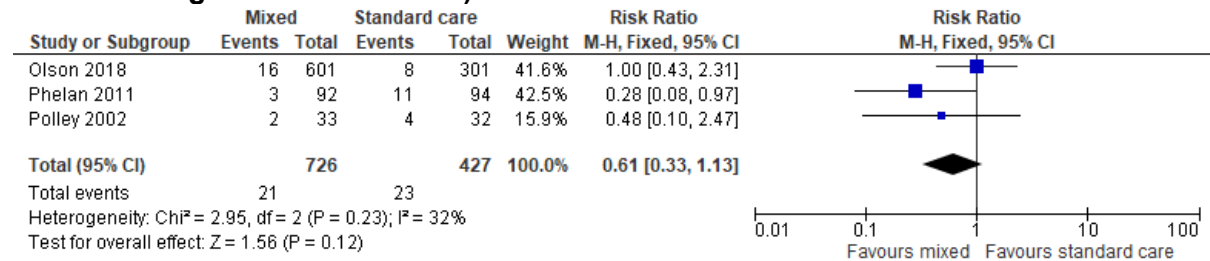 Mixed Standard care Risk Ratio Risk Ratio
Study or Subgroup Events Total Events Total Weight M-H, Fixed, 95% CI M-H, Fixed, 95% CI
Olson 2018 16 601 8 301 41.6% 1.00 [0.43, 2.31]
Phelan 2011 3 92 11 94 42.5% 0.28 [0.08, 0.97]
Polley 2002 2 33 4 32 15.9% 0.48 [0.10, 2.47]
Total (95% CI) 726 427 100.0% 0.61 [0.33, 1.13]
Total events 21 23
Heterogeneity: Chi² = 2.95, df = 2 (P = 0.23); I² = 32%
Test for overall effect: Z = 1.56 (P = 0.12)
0.01 0.1 1 10 100
Favours mixed Favours standard care